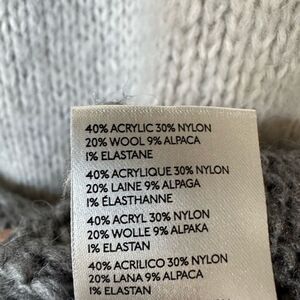 40% ACRYLIC 30% NYLON
20% WOOL 9% ALPACA
1% ELASTANE
40% ACRYLIQUE 30% NYLON
20% LAINE 9% ALPAGA
1% ÉLASTHANNE
40% ACRYL 30% NYLON
20% WOLLE 9% ALPAKA
1% ELASTAN
40% ACRILICO 30% NYLON
20% LANA 9% ALPACA
1% ELASTAN